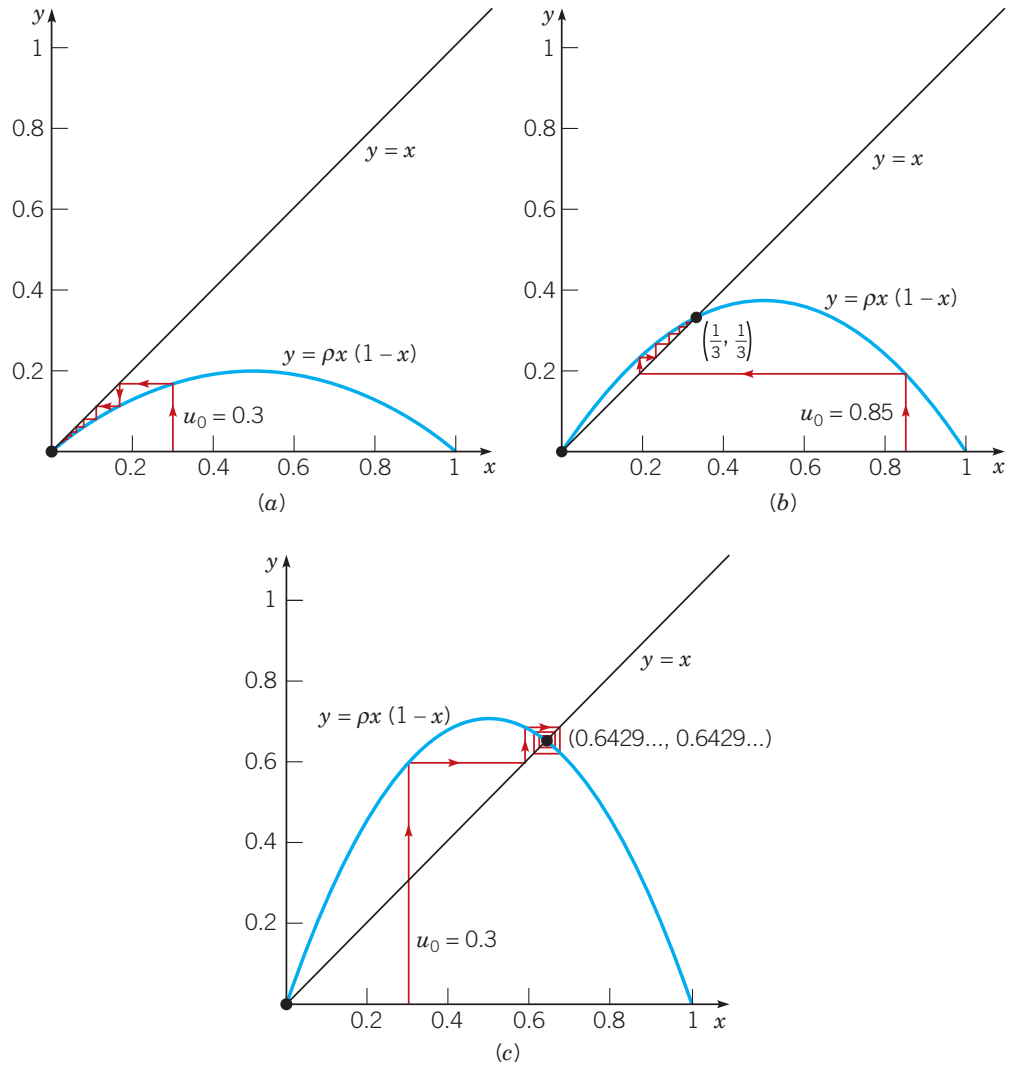 y
1
0.8
y = x
0.6
0.4
y = ρx (1 – x)
0.2
u₀ = 0.3
0.2 0.4 0.6 0.8 1 x
(a)
y
1
0.8
y = x
0.6
0.4
y = ρx (1 – x)
(1/3, 1/3)
0.2
u₀ = 0.85
0.2 0.4 0.6 0.8 1 x
(b)
y
1
0.8
y = x
y = ρx (1 – x)
(0.6429..., 0.6429...)
0.6
0.4
0.2
u₀ = 0.3
0.2 0.4 0.6 0.8 1 x
(c)